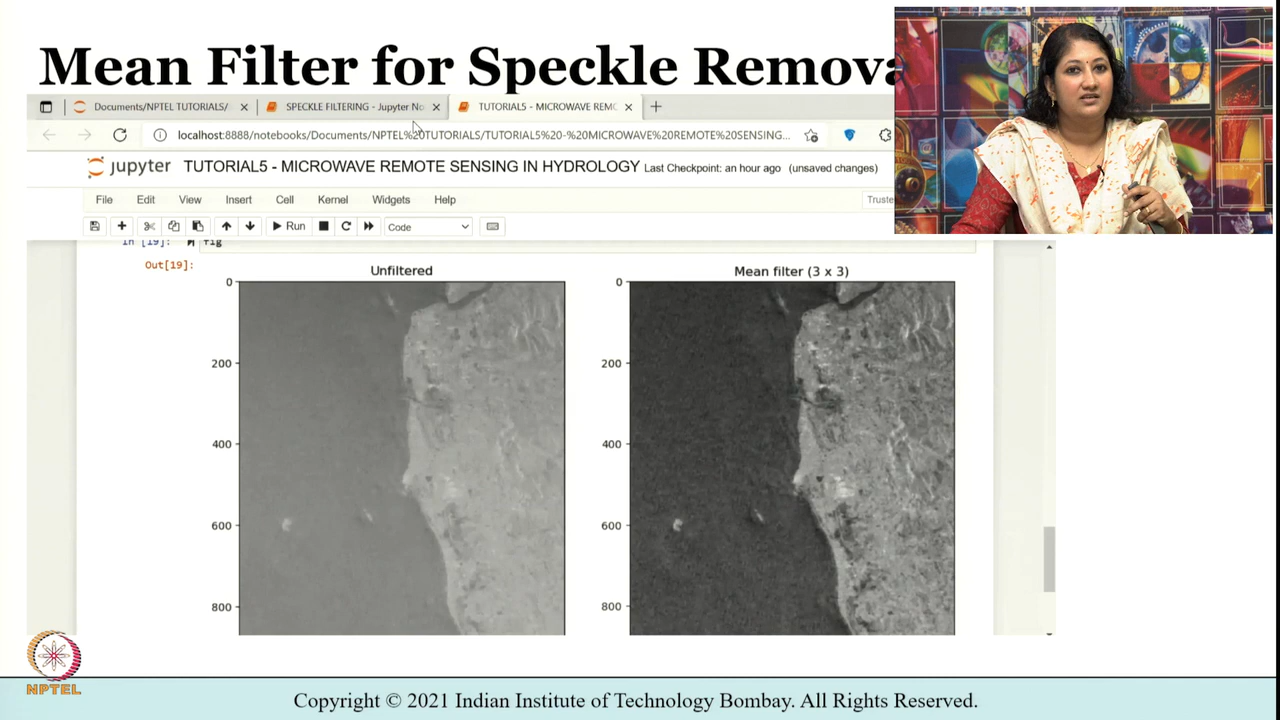 Mean Filter for Speckle Remova
Documents/NPTEL TUTORIALS/
SPECKLE FILTERING - Jupyter No
TUTORIAL5 - MICROWAVE REMO
localhost:8888/notebooks/Documents/NPTEL%20TUTORIALS/TUTORIAL5%20-%20MICROWAVE%20REMOTE%20SENSING...
jupyter TUTORIAL5 - MICROWAVE REMOTE SENSING IN HYDROLOGY Last Checkpoint: an hour ago (unsaved changes)
File Edit View Insert Cell Kernel Widgets Help Truste
Run Code
In [19]: fig
Out[19]:
Unfiltered Mean filter (3 x 3)
0 0
200 200
400 400
600 600
800 800
NPTEL
Copyright © 2021 Indian Institute of Technology Bombay. All Rights Reserved.